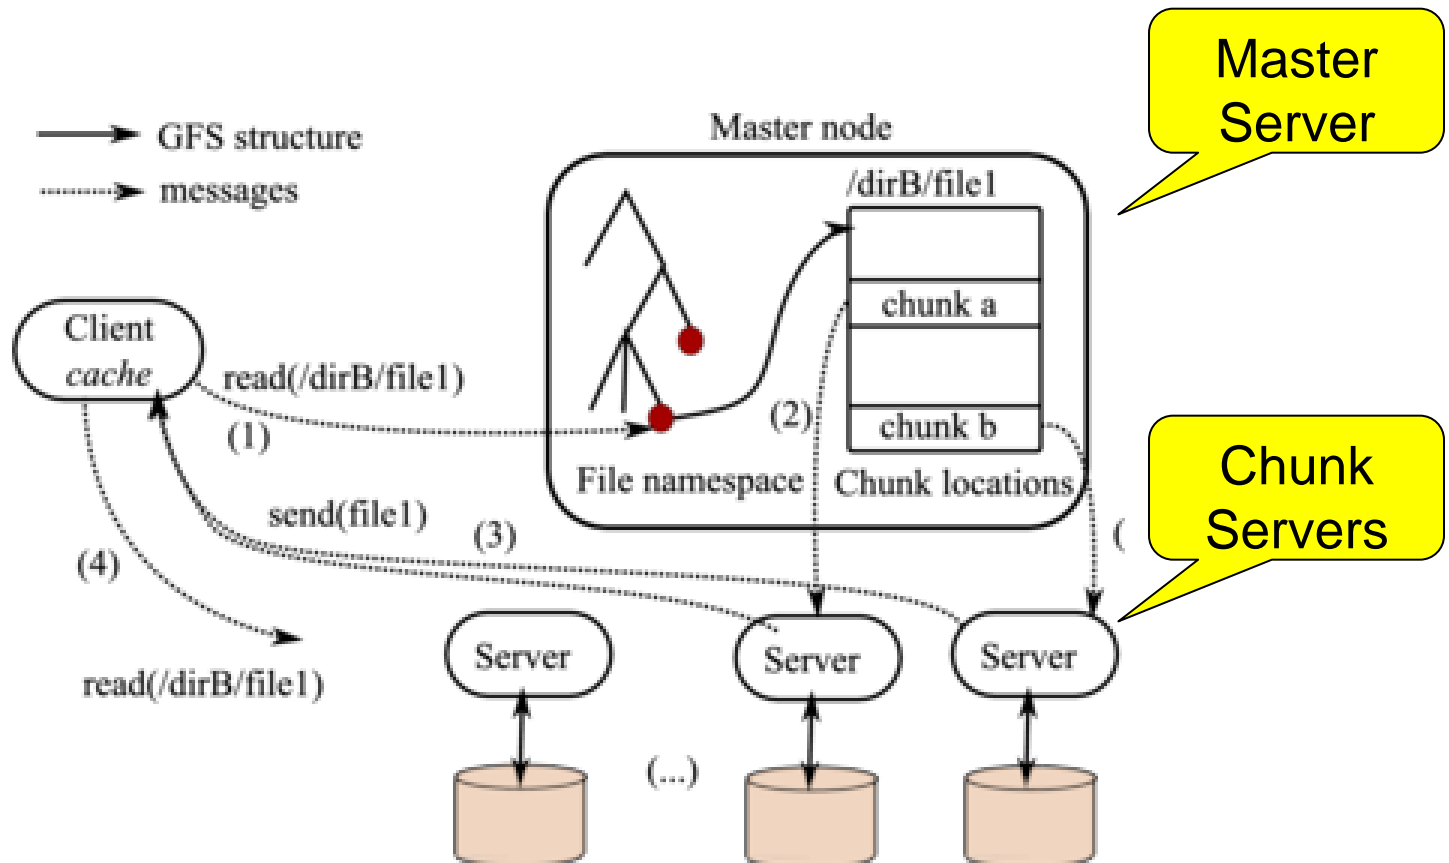 Master
Server
GFS structure
messages
Master node
/dirB/file1
chunk a
chunk b
File namespace
Chunk locations
Client
cache
read(/dirB/file1)
(1)
(2)
send(file1)
(3)
(
(4)
read(/dirB/file1)
Chunk
Servers
Server
Server
Server
(...)